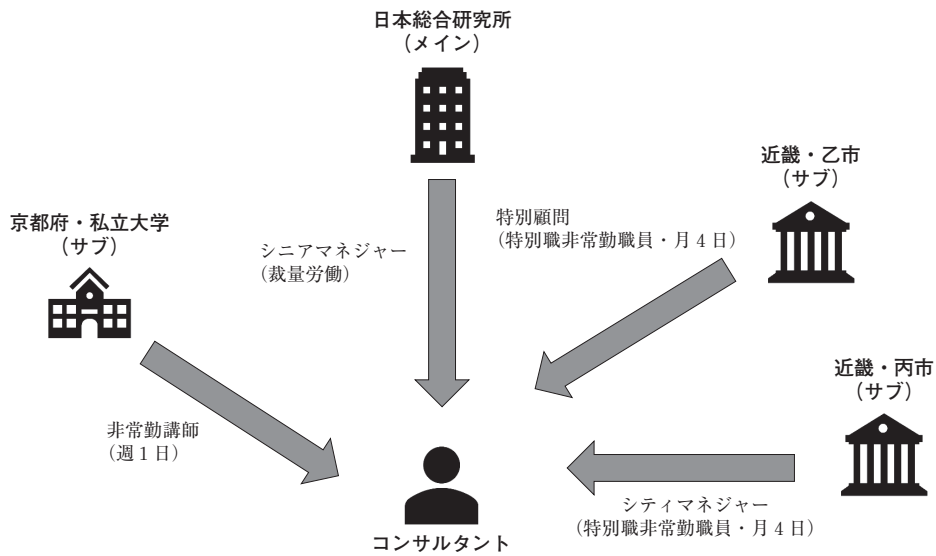 日本総合研究所
(メイン)
近畿・乙市
(サブ)
京都府・私立大学
(サブ)
特別顧問
(特別職非常勤職員・月4日)
シニアマネジャー
(裁量労働)
近畿・丙市
(サブ)
非常勤講師
(週1日)
シティマネジャー
(特別職非常勤職員・月4日)
コンサルタント